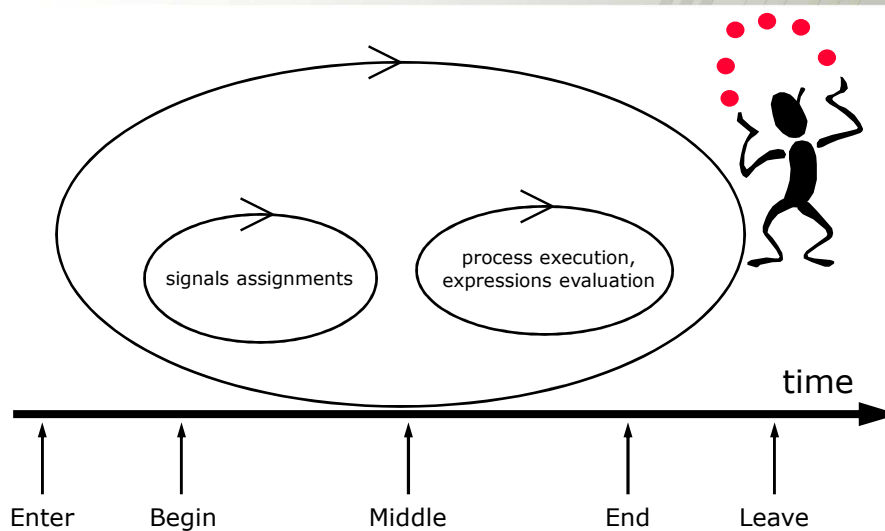 signals assignments
process execution,
expressions evaluation
time
Enter
Begin
Middle
End
Leave